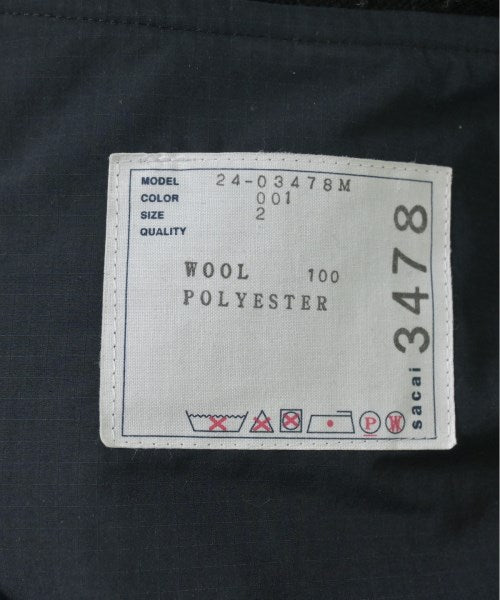 MODEL 24-03478M
COLOR 001
SIZE 2
QUALITY
WOOL 100
POLYESTER
sacai 3478
P W